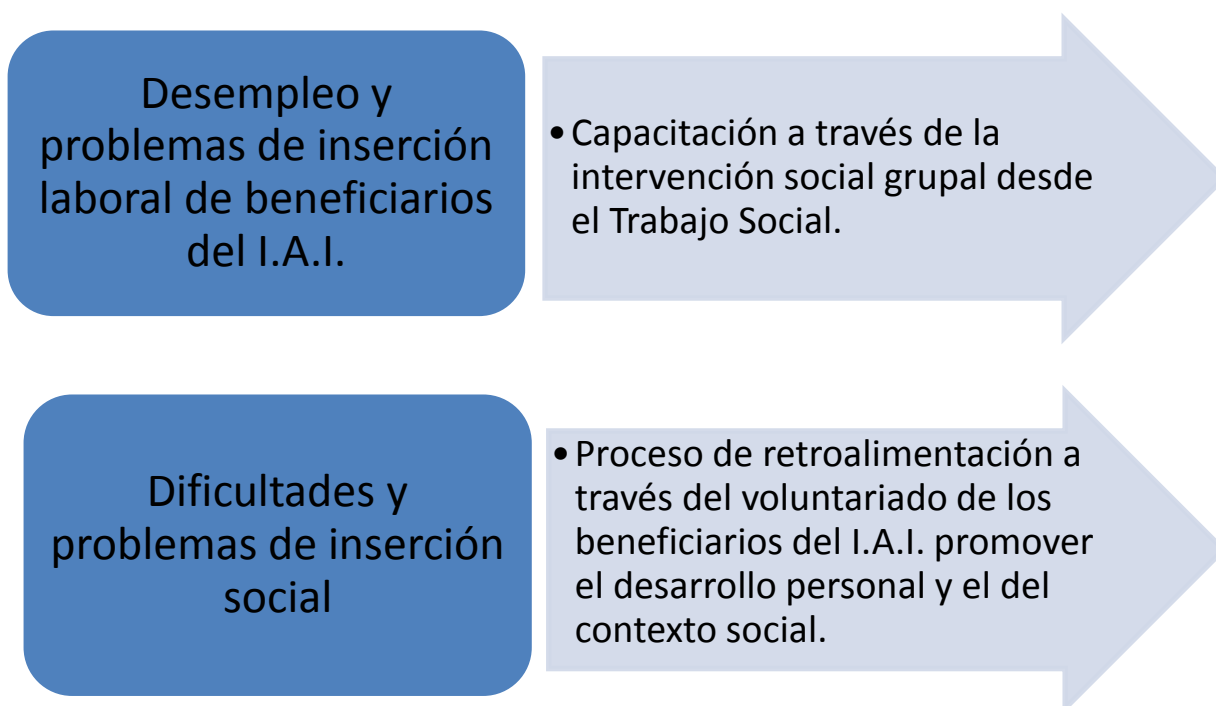 Desempleo y
problemas de inserción
laboral de beneficiarios
del I.A.I.
•Capacitación a través de la
intervención social grupal desde
el Trabajo Social.
Dificultades y
problemas de inserción
social
•Proceso de retroalimentación a
través del voluntariado de los
beneficiarios del I.A.I. promover
el desarrollo personal y el del
contexto social.